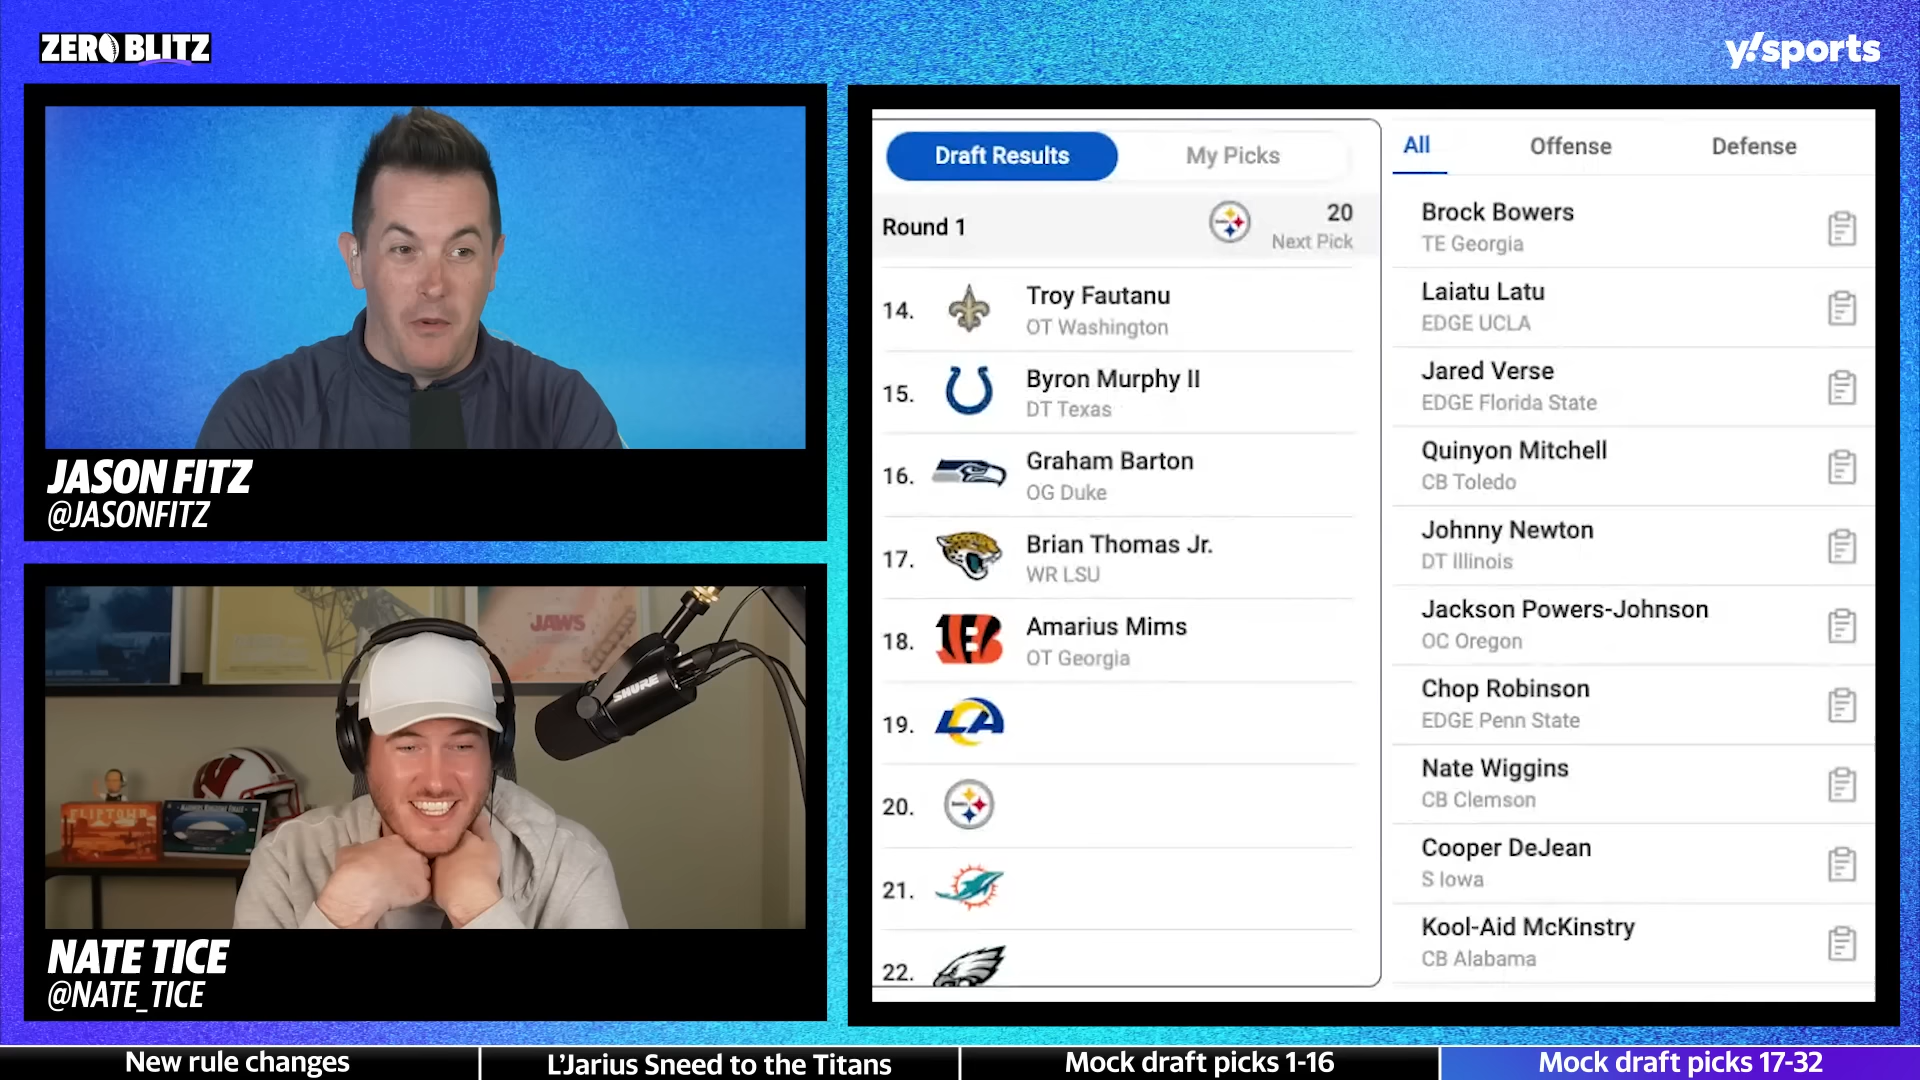 ZERO BLITZ
y!sports
JASON FITZ
@JASONFITZ
JAWS
SHURE
FLIPTOWN
NATE TICE
@NATE_TICE
Draft Results
My Picks
Round 1
20
Next Pick
14.
Troy Fautanu
OT Washington
15.
Byron Murphy II
DT Texas
16.
Graham Barton
OG Duke
17.
Brian Thomas Jr.
WR LSU
18.
Amarius Mims
OT Georgia
19.
LA
20.
21.
22.
All
Offense
Defense
Brock Bowers
TE Georgia
Laiatu Latu
EDGE UCLA
Jared Verse
EDGE Florida State
Quinyon Mitchell
CB Toledo
Johnny Newton
DT Illinois
Jackson Powers-Johnson
OC Oregon
Chop Robinson
EDGE Penn State
Nate Wiggins
CB Clemson
Cooper DeJean
S Iowa
Kool-Aid McKinstry
CB Alabama
New rule changes
L'Jarius Sneed to the Titans
Mock draft picks 1-16
Mock draft picks 17-32